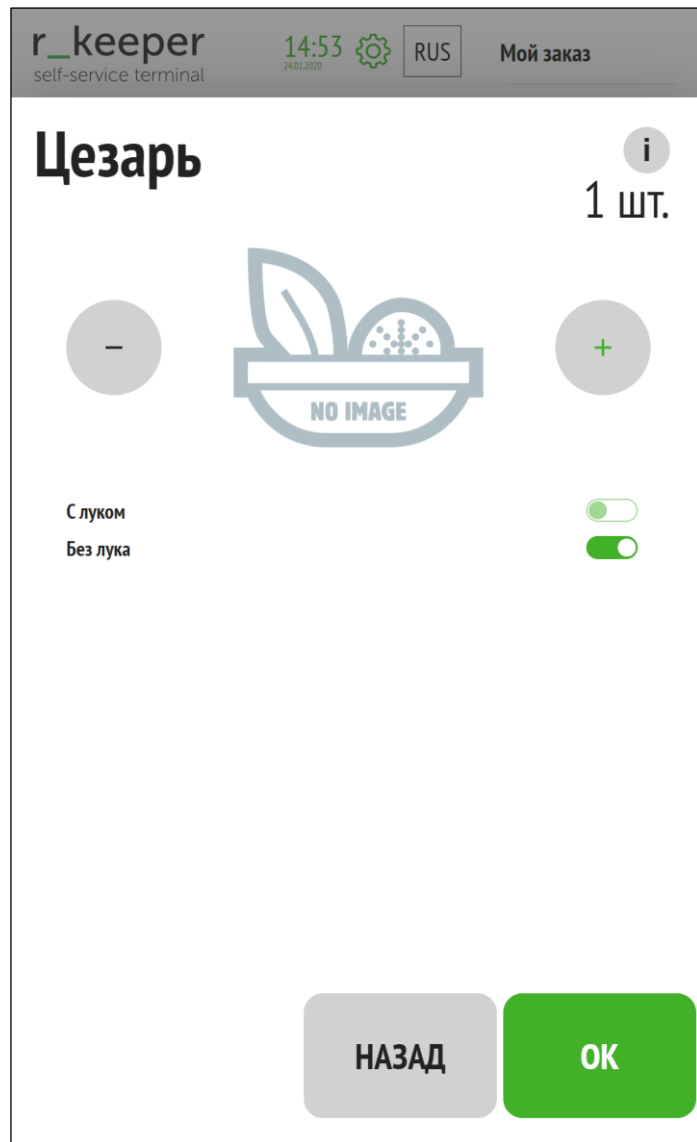 r_keeper
self-service terminal
14:53
24.01.2020
RUS
Мой заказ
Цезарь
i
1 шт.
–
+
NO IMAGE
С луком
Без лука
НАЗАД
ОК